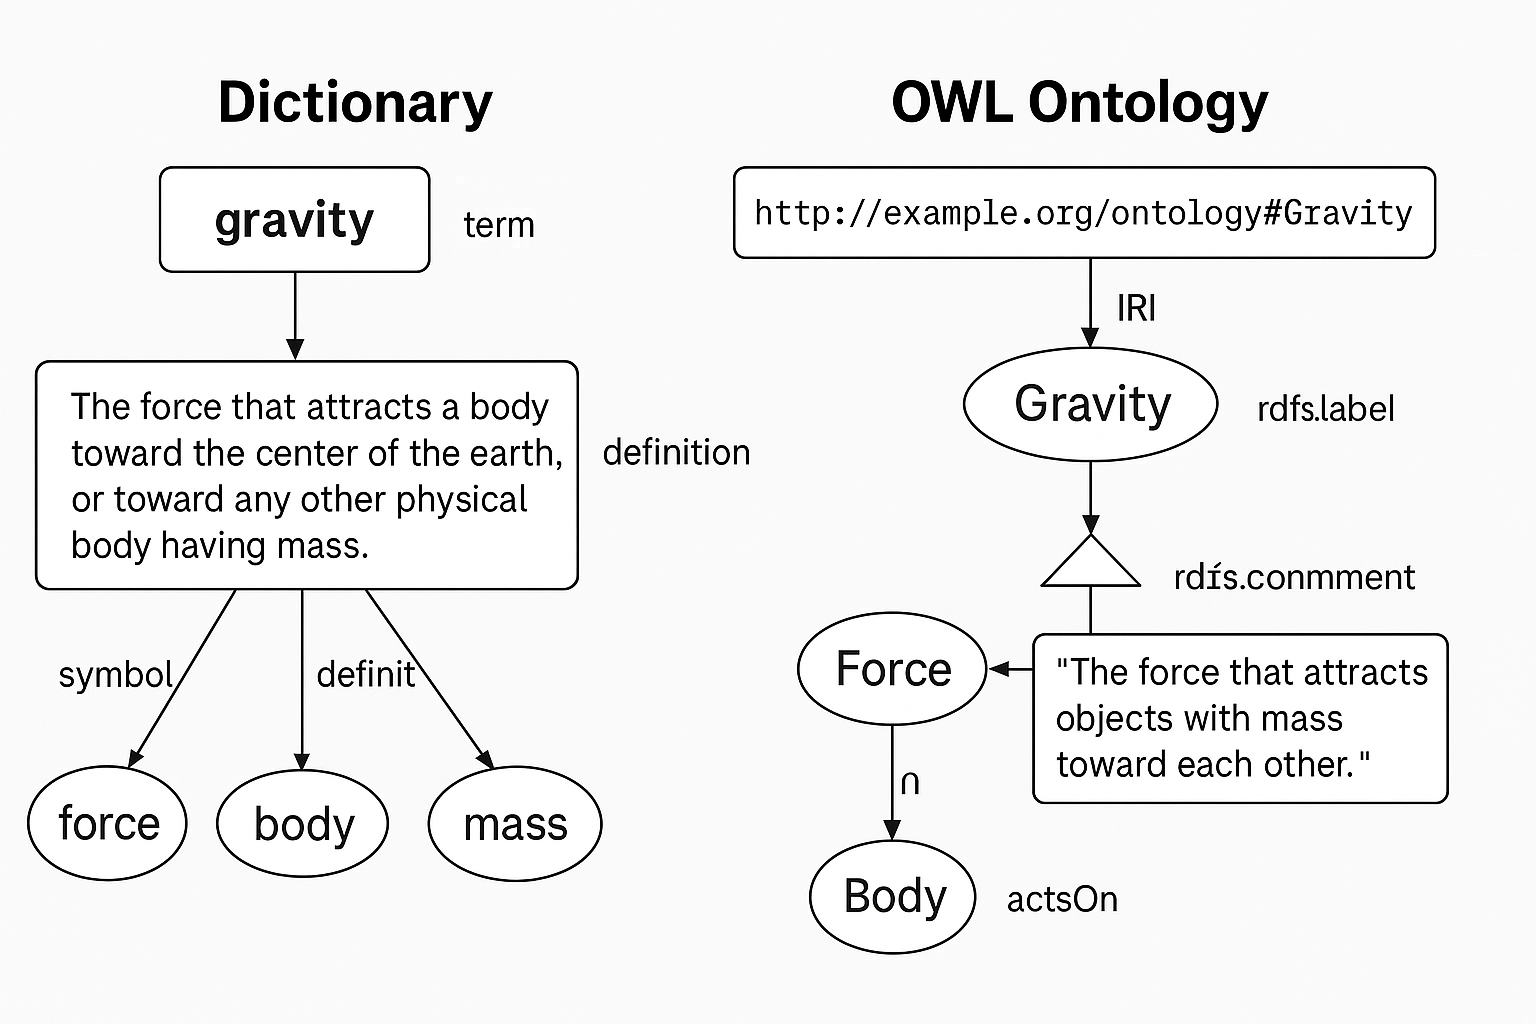 Dictionary
gravity
term
The force that attracts a body
toward the center of the earth,
or toward any other physical
body having mass.
definition
symbol
definit
force
body
mass
OWL Ontology
http://example.org/ontology#Gravity
IRI
Gravity
rdfs.label
rdís.conmment
Force
"The force that attracts
objects with mass
toward each other."
∩
Body
actsOn